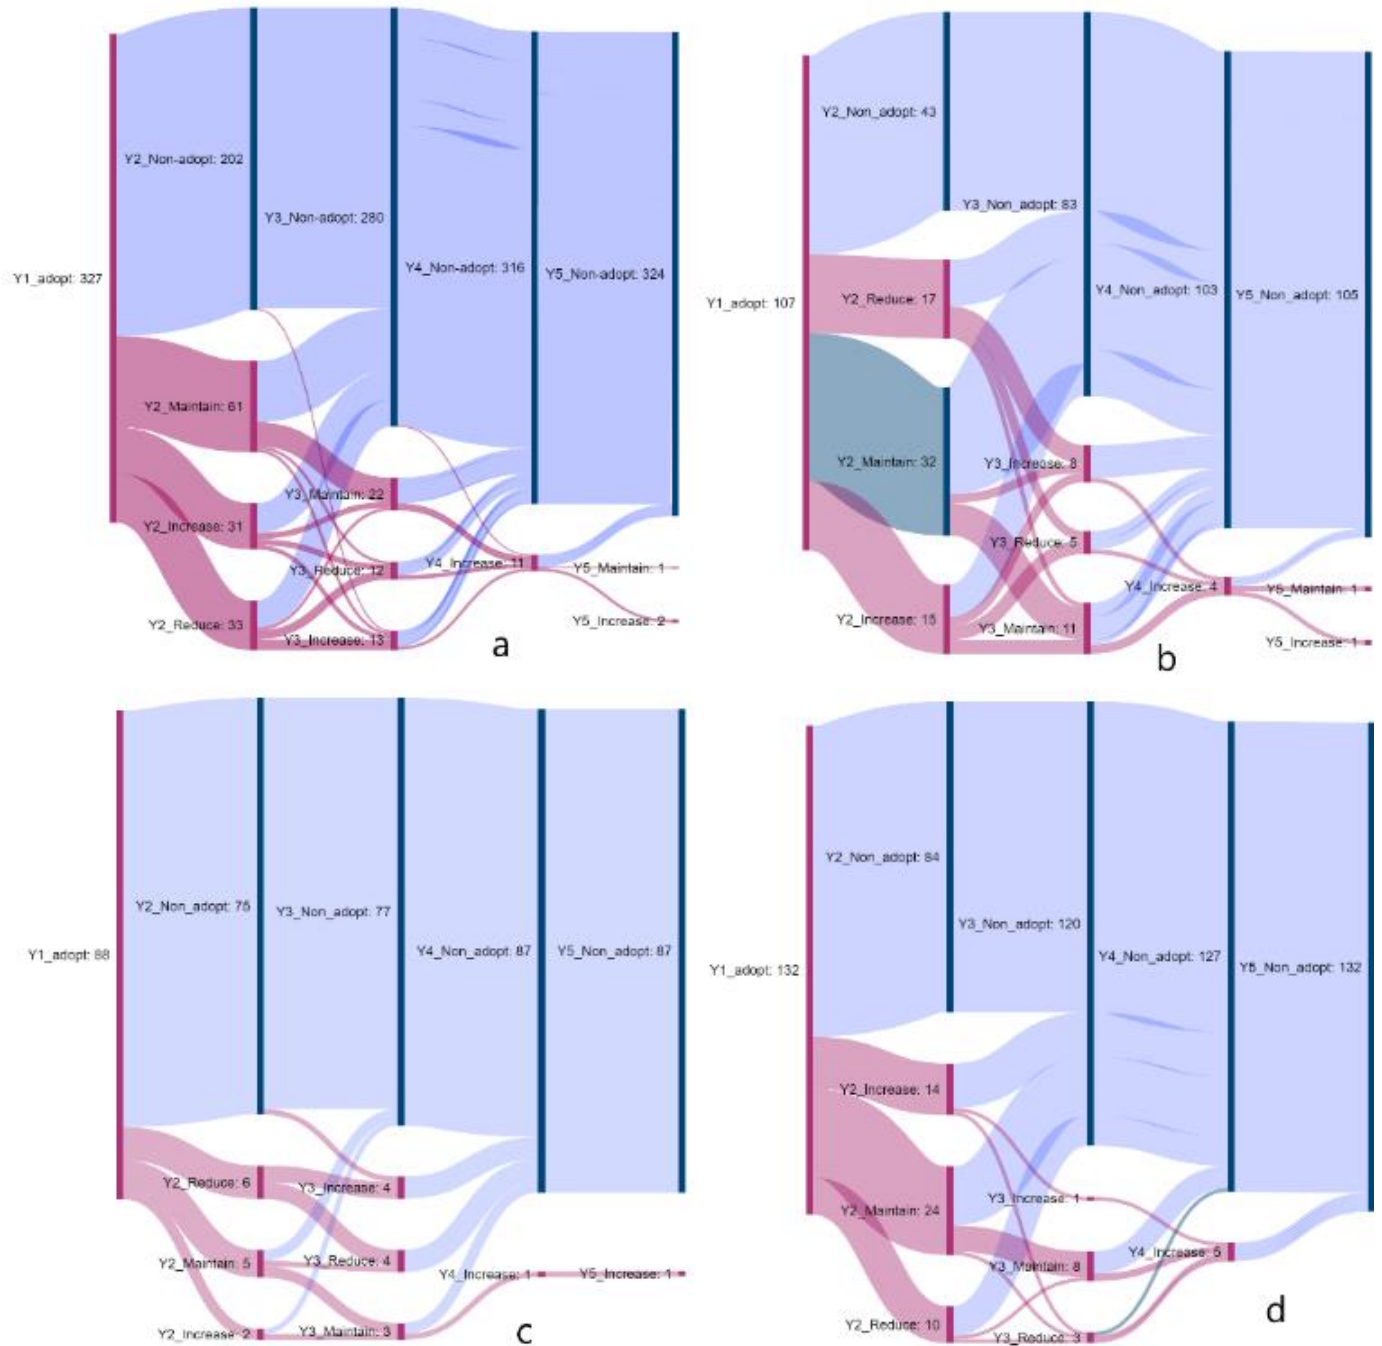 Y2_Non-adopt: 202
Y3_Non-adopt: 280
Y4_Non-adopt: 316
Y5_Non-adopt: 324
Y1_adopt: 327
Y2_Maintain: 61
Y3_Maintain: 22
Y2_Increase: 31
Y4_Increase: 11
Y3_Reduce: 12
Y5_Maintain: 1
Y5_Increase: 2
Y2_Reduce: 33
Y3_Increase: 13
a
Y2_Non_adopt: 43
Y3_Non_adopt: 83
Y4_Non_adopt: 103
Y5_Non_adopt: 105
Y2_Reduce: 17
Y1_adopt: 107
Y2_Maintain: 32
Y3_Increase: 8
Y3_Reduce: 5
Y4_Increase: 4
Y5_Maintain: 1
Y2_Increase: 15
Y3_Maintain: 11
Y5_Increase: 1
b
Y2_Non_adopt: 75
Y3_Non_adopt: 77
Y4_Non_adopt: 87
Y5_Non_adopt: 87
Y1_adopt: 88
Y2_Reduce: 6
Y3_Increase: 4
Y2_Maintain: 5
Y3_Reduce: 4
Y4_Increase: 1
Y5_Increase: 1
Y2_Increase: 2
Y3_Maintain: 3
c
Y2_Non_adopt: 84
Y3_Non_adopt: 120
Y4_Non_adopt: 127
Y5_Non_adopt: 132
Y1_adopt: 132
Y2_Increase: 14
Y3_Increase: 1
Y2_Maintain: 24
Y4_Increase: 5
Y3_Maintain: 8
Y2_Reduce: 10
Y3_Reduce: 3
d